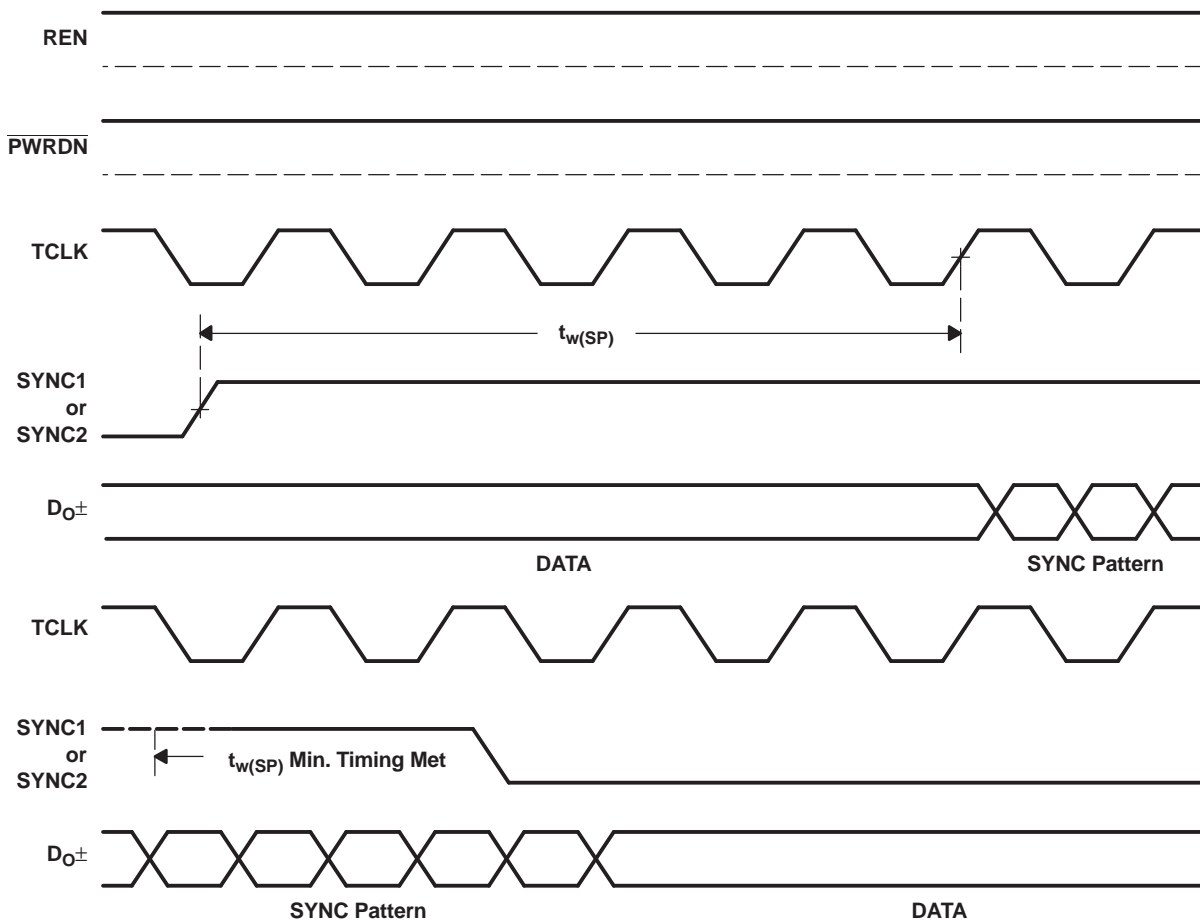 REN
PWRDN
TCLK
tw(SP)
SYNC1
or
SYNC2
DO±
DATA SYNC Pattern
TCLK
SYNC1
or
SYNC2
tw(SP) Min. Timing Met
DO±
SYNC Pattern DATA